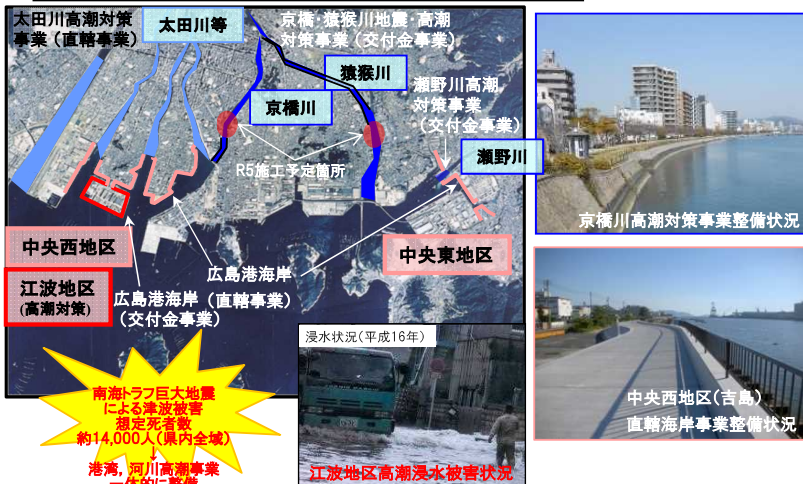 太田川高潮対策
事業（直轄事業）
太田川等
京橋・猿猴川地震・高潮
対策事業（交付金事業）
猿猴川
京橋川
瀬野川高潮
対策事業
（交付金事業）
瀬野川
R5施工予定箇所
中央西地区
江波地区
(高潮対策)
広島港海岸
（交付金事業）
広島港海岸
（直轄事業）
中央東地区
京橋川高潮対策事業整備状況
中央西地区（吉島）
直轄海岸事業整備状況
浸水状況（平成16年）
江波地区高潮浸水被害状況
南海トラフ巨大地震
による津波被害
想定死者数
約14,000人（県内全域）
↓
港湾，河川高潮事業
一体的に整備